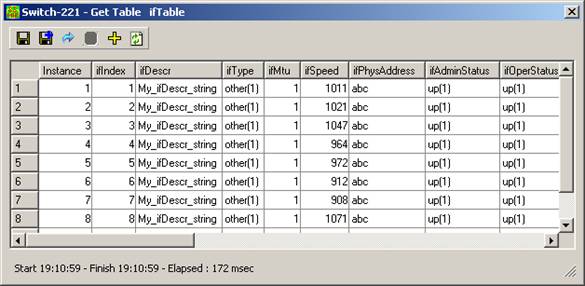 Switch-221 - Get Table ifTable
Instance ifIndex ifDescr ifType ifMtu ifSpeed ifPhysAddress ifAdminStatus ifOperStatus
1 1 1 My_ifDescr_string other(1) 1 1011 abc up(1) up(1)
2 2 2 My_ifDescr_string other(1) 1 1021 abc up(1) up(1)
3 3 3 My_ifDescr_string other(1) 1 1047 abc up(1) up(1)
4 4 4 My_ifDescr_string other(1) 1 964 abc up(1) up(1)
5 5 5 My_ifDescr_string other(1) 1 972 abc up(1) up(1)
6 6 6 My_ifDescr_string other(1) 1 912 abc up(1) up(1)
7 7 7 My_ifDescr_string other(1) 1 908 abc up(1) up(1)
8 8 8 My_ifDescr_string other(1) 1 1071 abc up(1) up(1)
Start 19:10:59 - Finish 19:10:59 - Elapsed : 172 msec